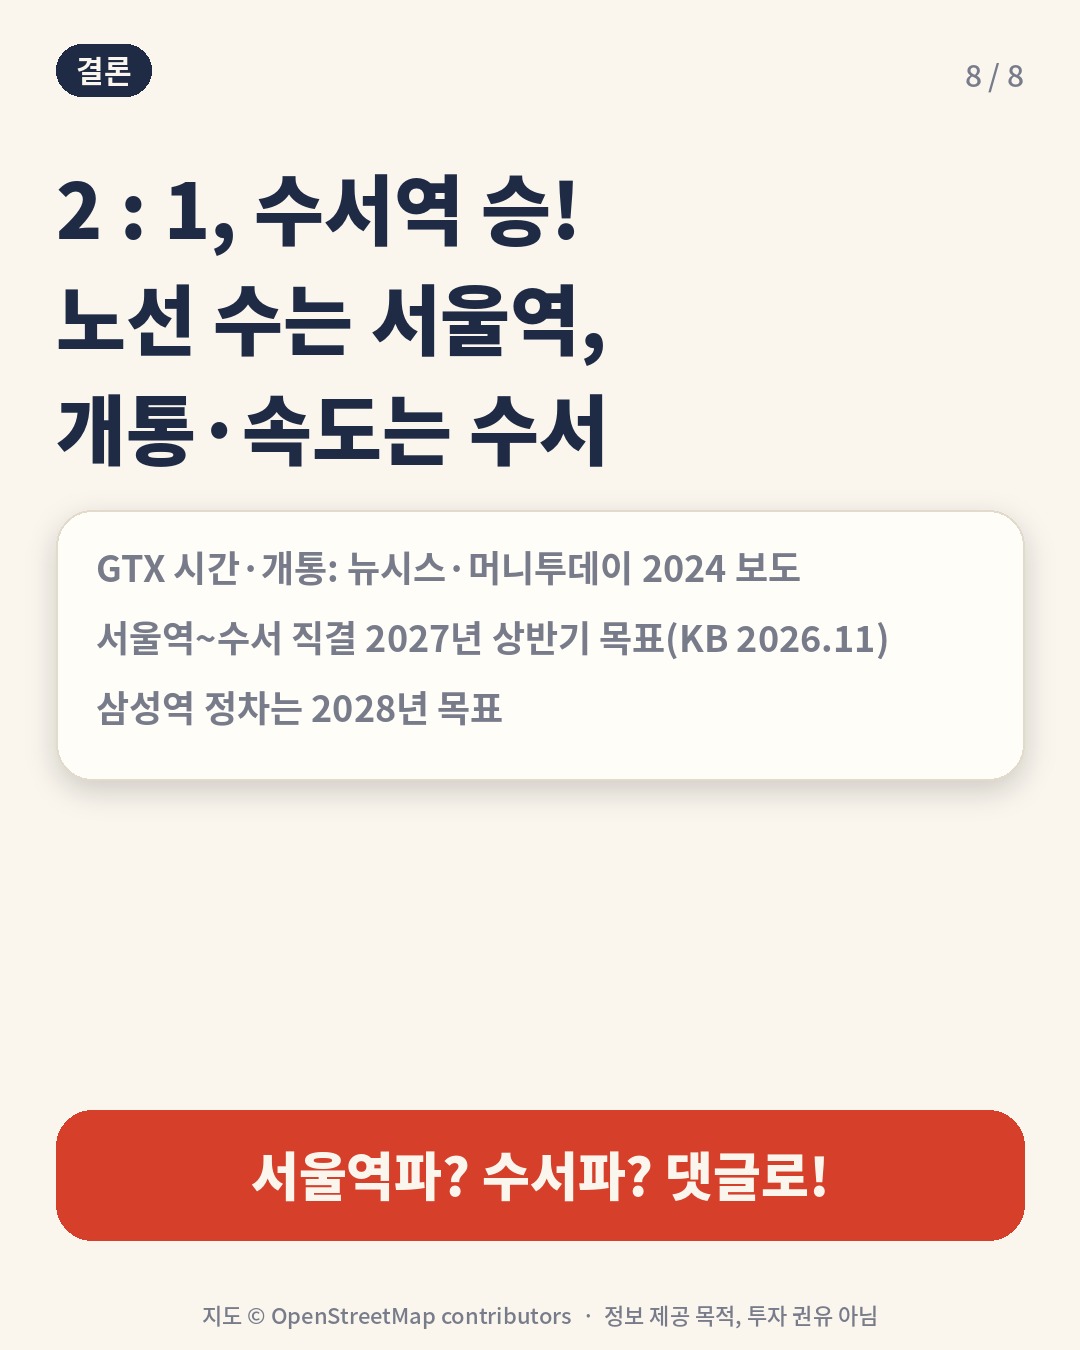 결론
8 / 8
2 : 1, 수서역 승!
노선 수는 서울역,
개통·속도는 수서
GTX 시간·개통: 뉴시스·머니투데이 2024 보도
서울역~수서 직결 2027년 상반기 목표(KB 2026.11)
삼성역 정차는 2028년 목표
서울역파? 수서파? 댓글로!
지도 © OpenStreetMap contributors · 정보 제공 목적, 투자 권유 아님